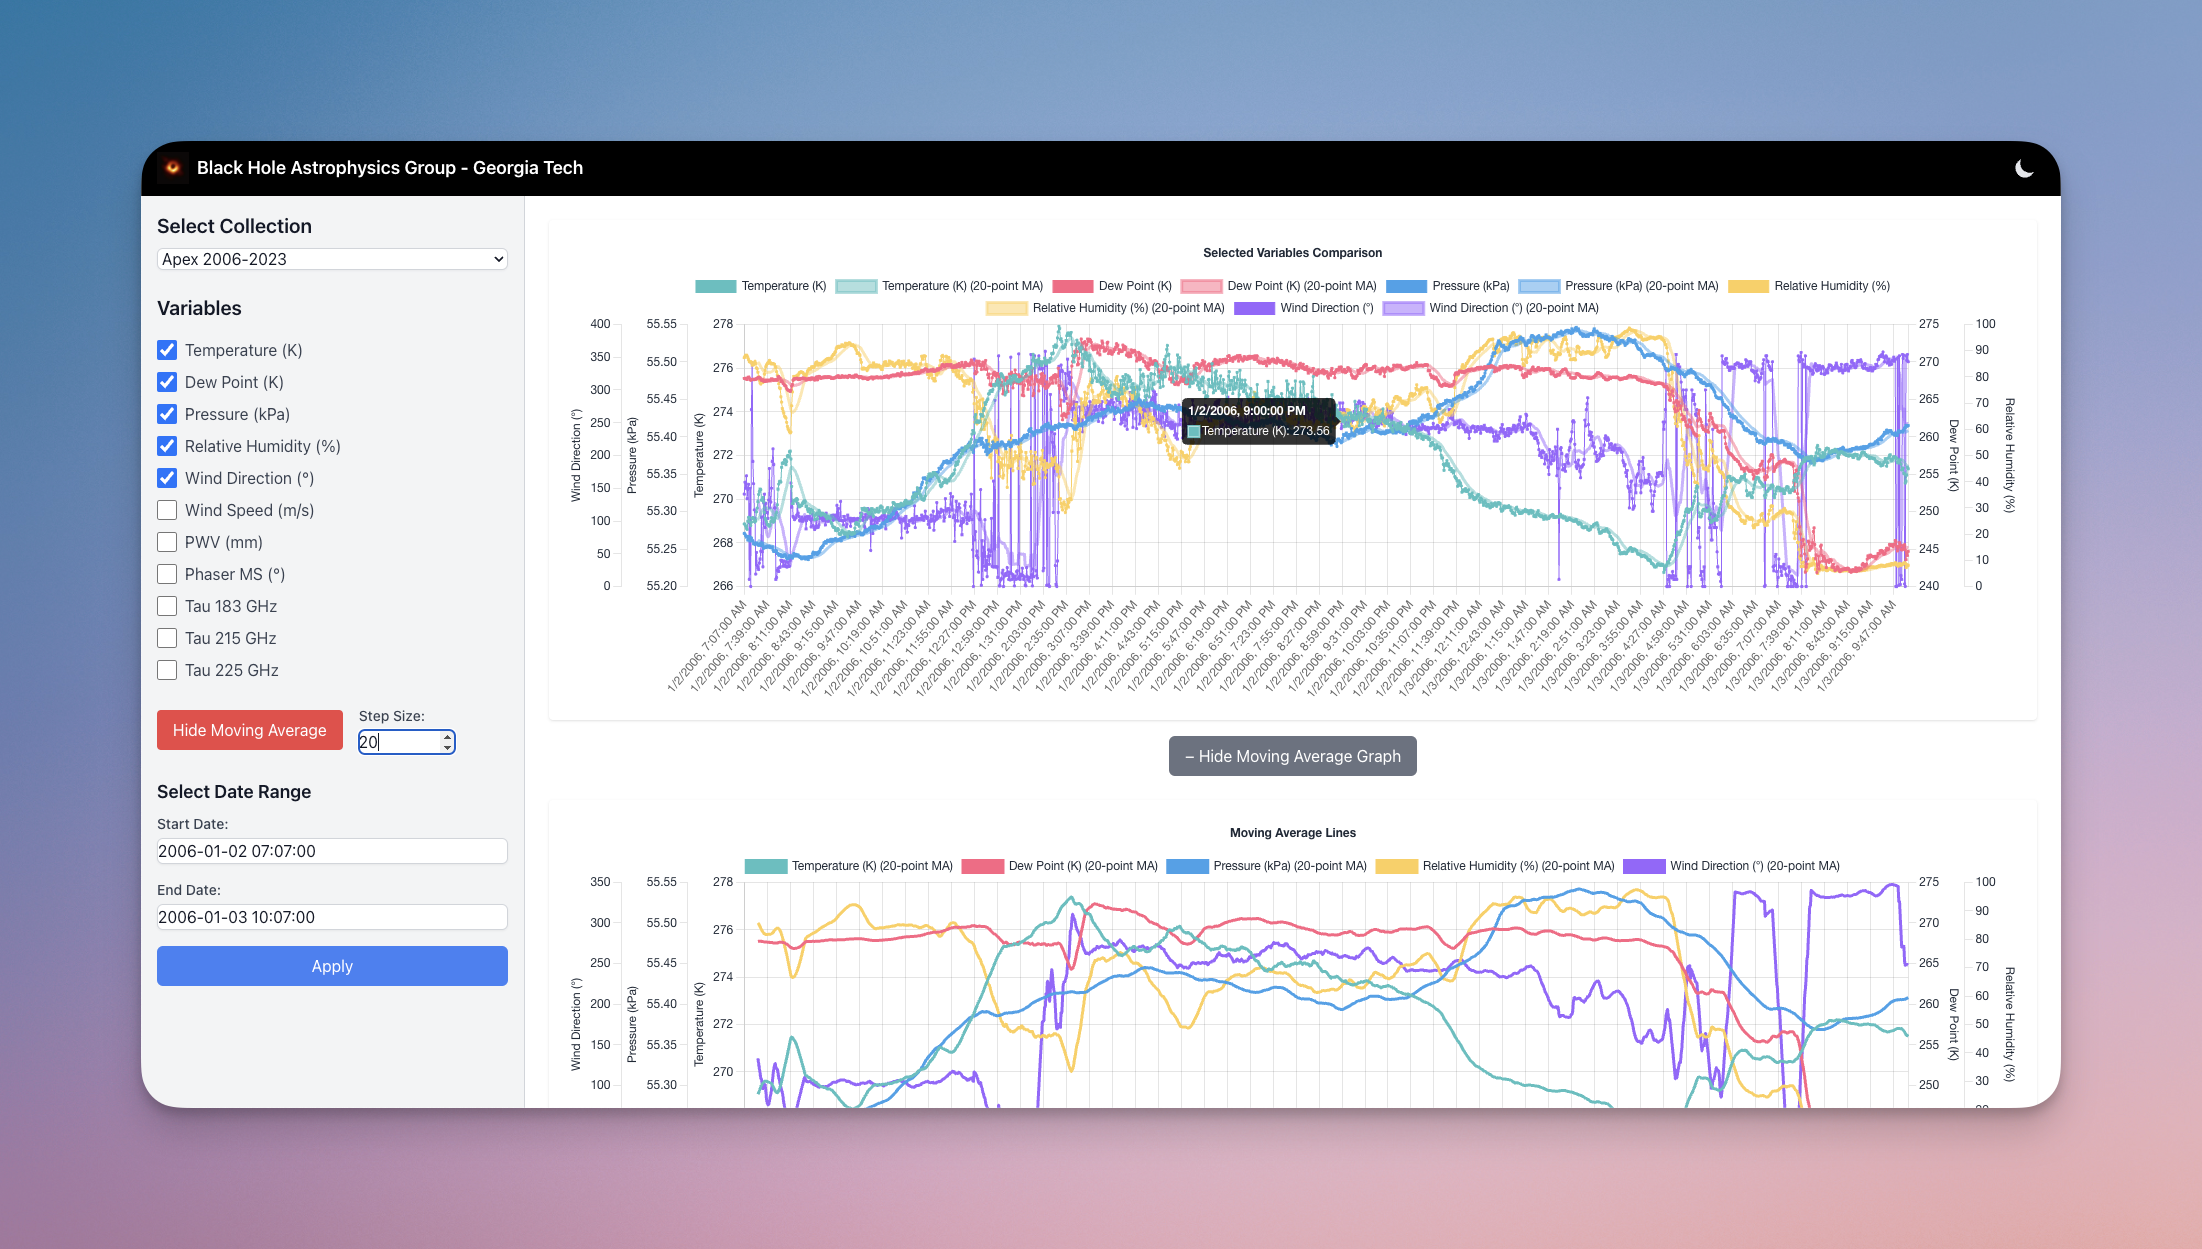 Black Hole Astrophysics Group - Georgia Tech
Select Collection
Apex 2006-2023
Variables
Temperature (K)
Dew Point (K)
Pressure (kPa)
Relative Humidity (%)
Wind Direction (°)
Wind Speed (m/s)
PWV (mm)
Phaser MS (°)
Tau 183 GHz
Tau 215 GHz
Tau 225 GHz
Hide Moving Average
Step Size:
20
Select Date Range
Start Date:
2006-01-02 07:07:00
End Date:
2006-01-03 10:07:00
Apply
Selected Variables Comparison
Temperature (K) Temperature (K) (20-point MA) Dew Point (K) Dew Point (K) (20-point MA) Pressure (kPa) Pressure (kPa) (20-point MA) Relative Humidity (%)
Relative Humidity (%) (20-point MA) Wind Direction (°) Wind Direction (°) (20-point MA)
Wind Direction (°)
400
350
300
250
200
150
100
50
0
Pressure (kPa)
55.55
55.50
55.45
55.40
55.35
55.30
55.25
55.20
Temperature (K)
278
276
274
272
270
268
266
1/2/2006, 9:00:00 PM
Temperature (K): 273.56
275
270
265
260
255
250
245
240
Dew Point (K)
100
90
80
70
60
50
40
30
20
10
0
Relative Humidity (%)
1/2/2006, 7:07:00 AM
1/2/2006, 7:39:00 AM
1/2/2006, 8:11:00 AM
1/2/2006, 8:43:00 AM
1/2/2006, 9:15:00 AM
1/2/2006, 9:47:00 AM
1/2/2006, 10:19:00 AM
1/2/2006, 10:51:00 AM
1/2/2006, 11:23:00 AM
1/2/2006, 11:55:00 AM
1/2/2006, 12:27:00 PM
1/2/2006, 12:59:00 PM
1/2/2006, 1:31:00 PM
1/2/2006, 2:03:00 PM
1/2/2006, 2:35:00 PM
1/2/2006, 3:07:00 PM
1/2/2006, 3:39:00 PM
1/2/2006, 4:11:00 PM
1/2/2006, 4:43:00 PM
1/2/2006, 5:15:00 PM
1/2/2006, 5:47:00 PM
1/2/2006, 6:19:00 PM
1/2/2006, 6:51:00 PM
1/2/2006, 7:23:00 PM
1/2/2006, 7:55:00 PM
1/2/2006, 8:27:00 PM
1/2/2006, 8:59:00 PM
1/2/2006, 9:31:00 PM
1/2/2006, 10:03:00 PM
1/2/2006, 10:35:00 PM
1/2/2006, 11:07:00 PM
1/2/2006, 11:39:00 PM
1/3/2006, 12:11:00 AM
1/3/2006, 12:43:00 AM
1/3/2006, 1:15:00 AM
1/3/2006, 1:47:00 AM
1/3/2006, 2:19:00 AM
1/3/2006, 2:51:00 AM
1/3/2006, 3:23:00 AM
1/3/2006, 3:55:00 AM
1/3/2006, 4:27:00 AM
1/3/2006, 4:59:00 AM
1/3/2006, 5:31:00 AM
1/3/2006, 6:03:00 AM
1/3/2006, 6:35:00 AM
1/3/2006, 7:07:00 AM
1/3/2006, 7:39:00 AM
1/3/2006, 8:11:00 AM
1/3/2006, 8:43:00 AM
1/3/2006, 9:15:00 AM
1/3/2006, 9:47:00 AM
– Hide Moving Average Graph
Moving Average Lines
Temperature (K) (20-point MA) Dew Point (K) (20-point MA) Pressure (kPa) (20-point MA) Relative Humidity (%) (20-point MA) Wind Direction (°) (20-point MA)
Wind Direction (°)
350
300
250
200
150
100
Pressure (kPa)
55.55
55.50
55.45
55.40
55.35
55.30
Temperature (K)
278
276
274
272
270
275
270
265
260
255
250
Dew Point (K)
100
90
80
70
60
50
40
30
Relative Humidity (%)